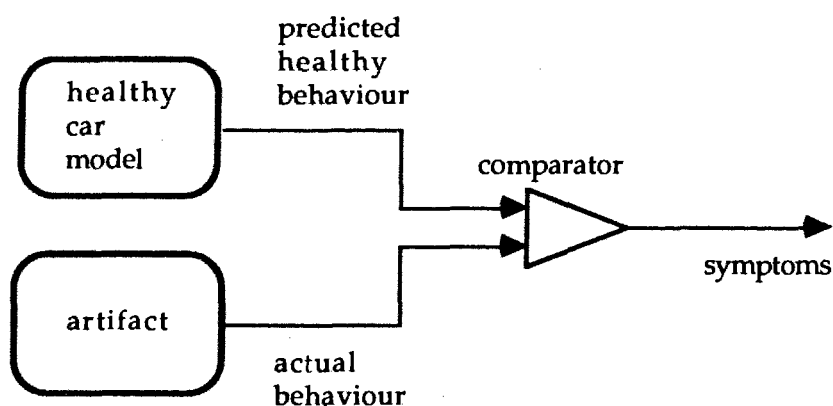 predicted
healthy
behaviour
healthy
car
model
comparator
symptoms
artifact
actual
behaviour